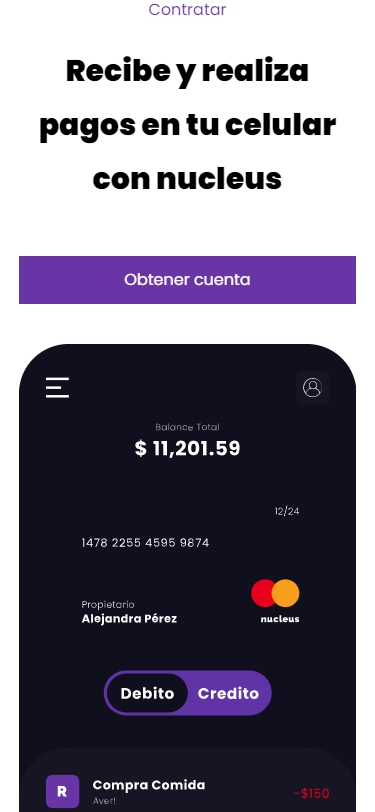 Contratar
Recibe y realiza
pagos en tu celular
con nucleus
Obtener cuenta
Balance Total
$ 11,201.59
12/24
1478 2255 4595 9874
Propietario
Alejandra Pérez
nucleus
Debito Credito
R Compra Comida -$150
Aver!